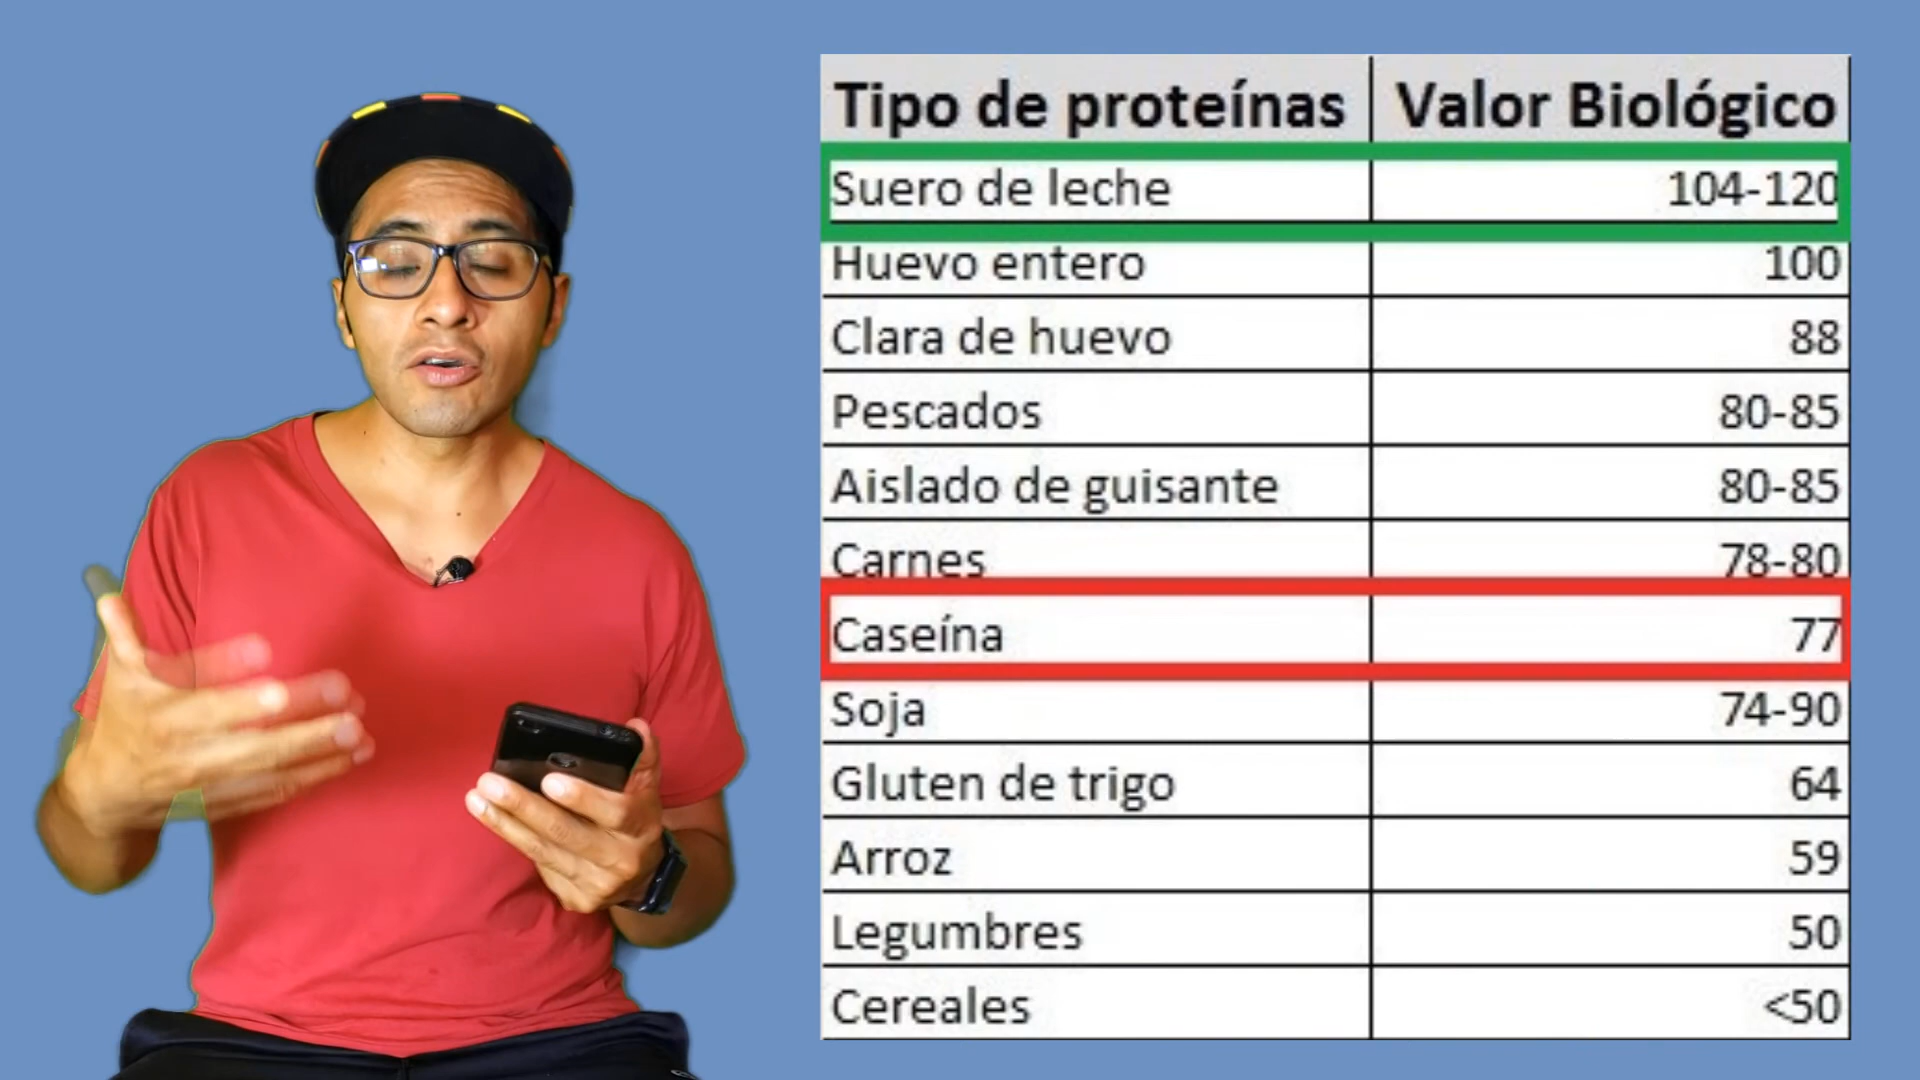 Tipo de proteínas Valor Biológico
Suero de leche 104-120
Huevo entero 100
Clara de huevo 88
Pescados 80-85
Aislado de guisante 80-85
Carnes 78-80
Caseína 77
Soja 74-90
Gluten de trigo 64
Arroz 59
Legumbres 50
Cereales <50